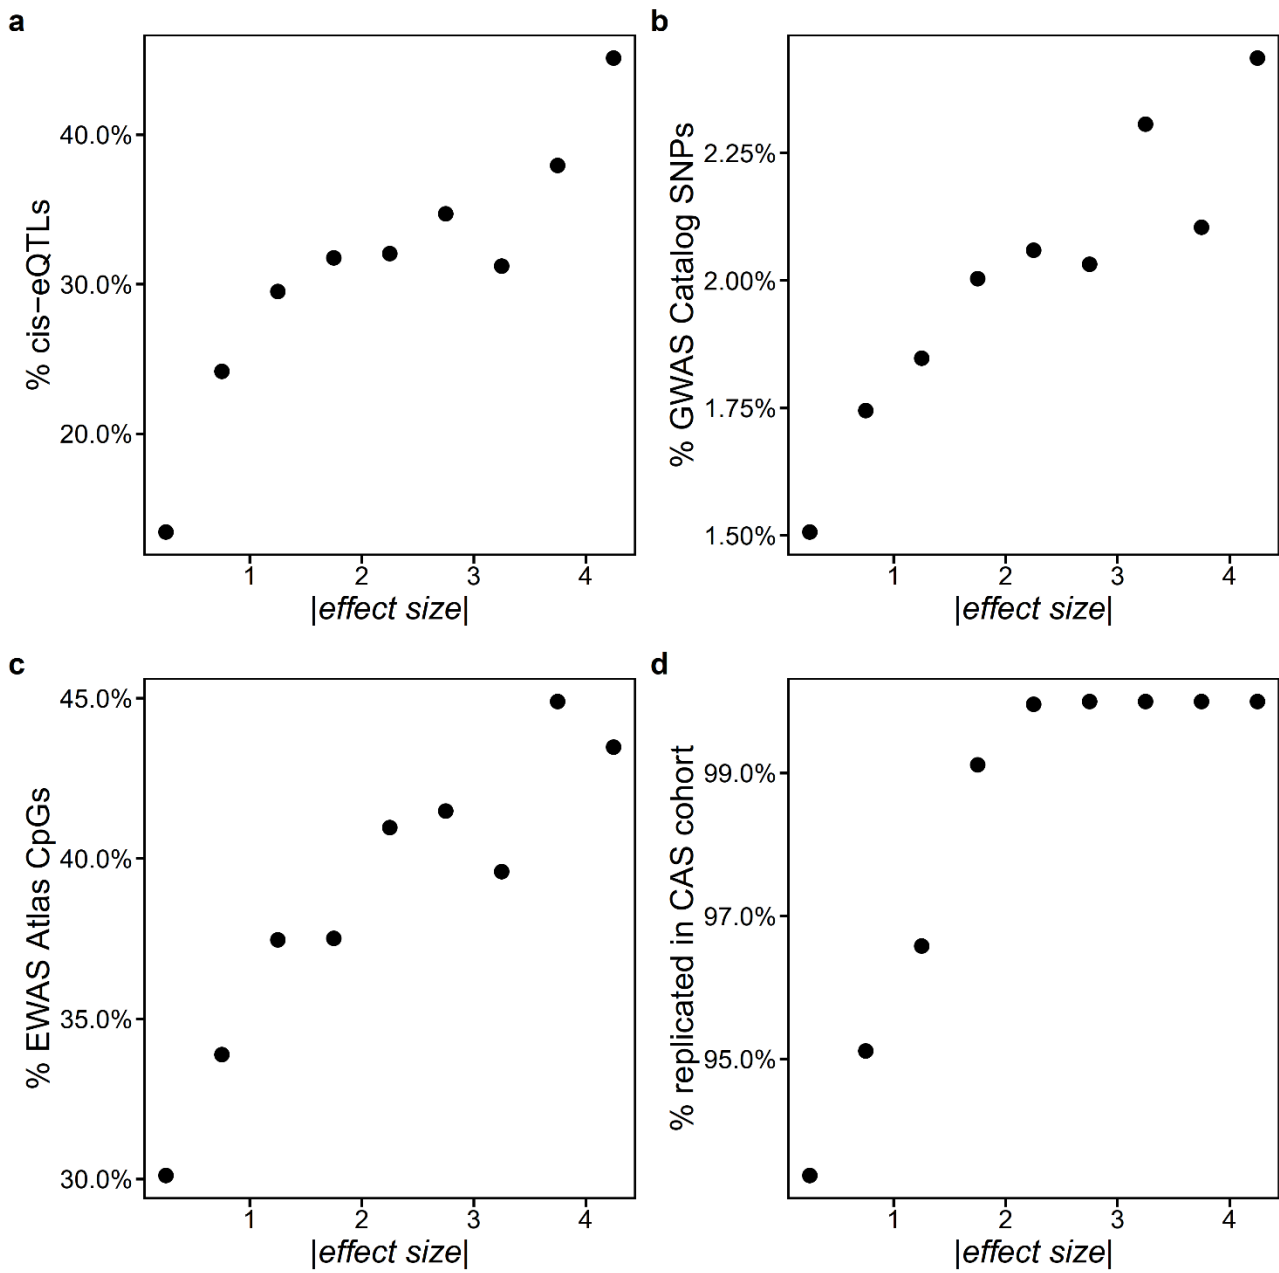 a
% cis−eQTLs
40.0%
30.0%
20.0%
1 2 3 4
|effect size|
b
% GWAS Catalog SNPs
2.25%
2.00%
1.75%
1.50%
1 2 3 4
|effect size|
c
% EWAS Atlas CpGs
45.0%
40.0%
35.0%
30.0%
1 2 3 4
|effect size|
d
% replicated in CAS cohort
99.0%
97.0%
95.0%
1 2 3 4
|effect size|